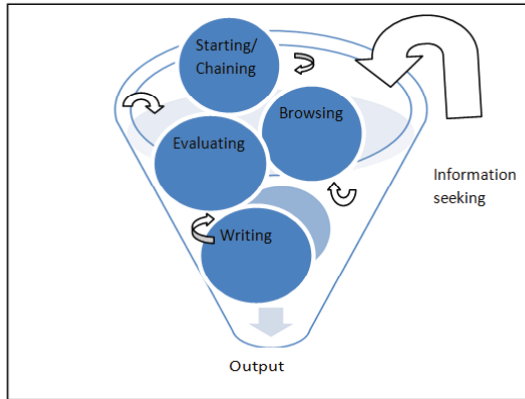 Starting/
Chaining
Browsing
Evaluating
Information
seeking
Writing
Output